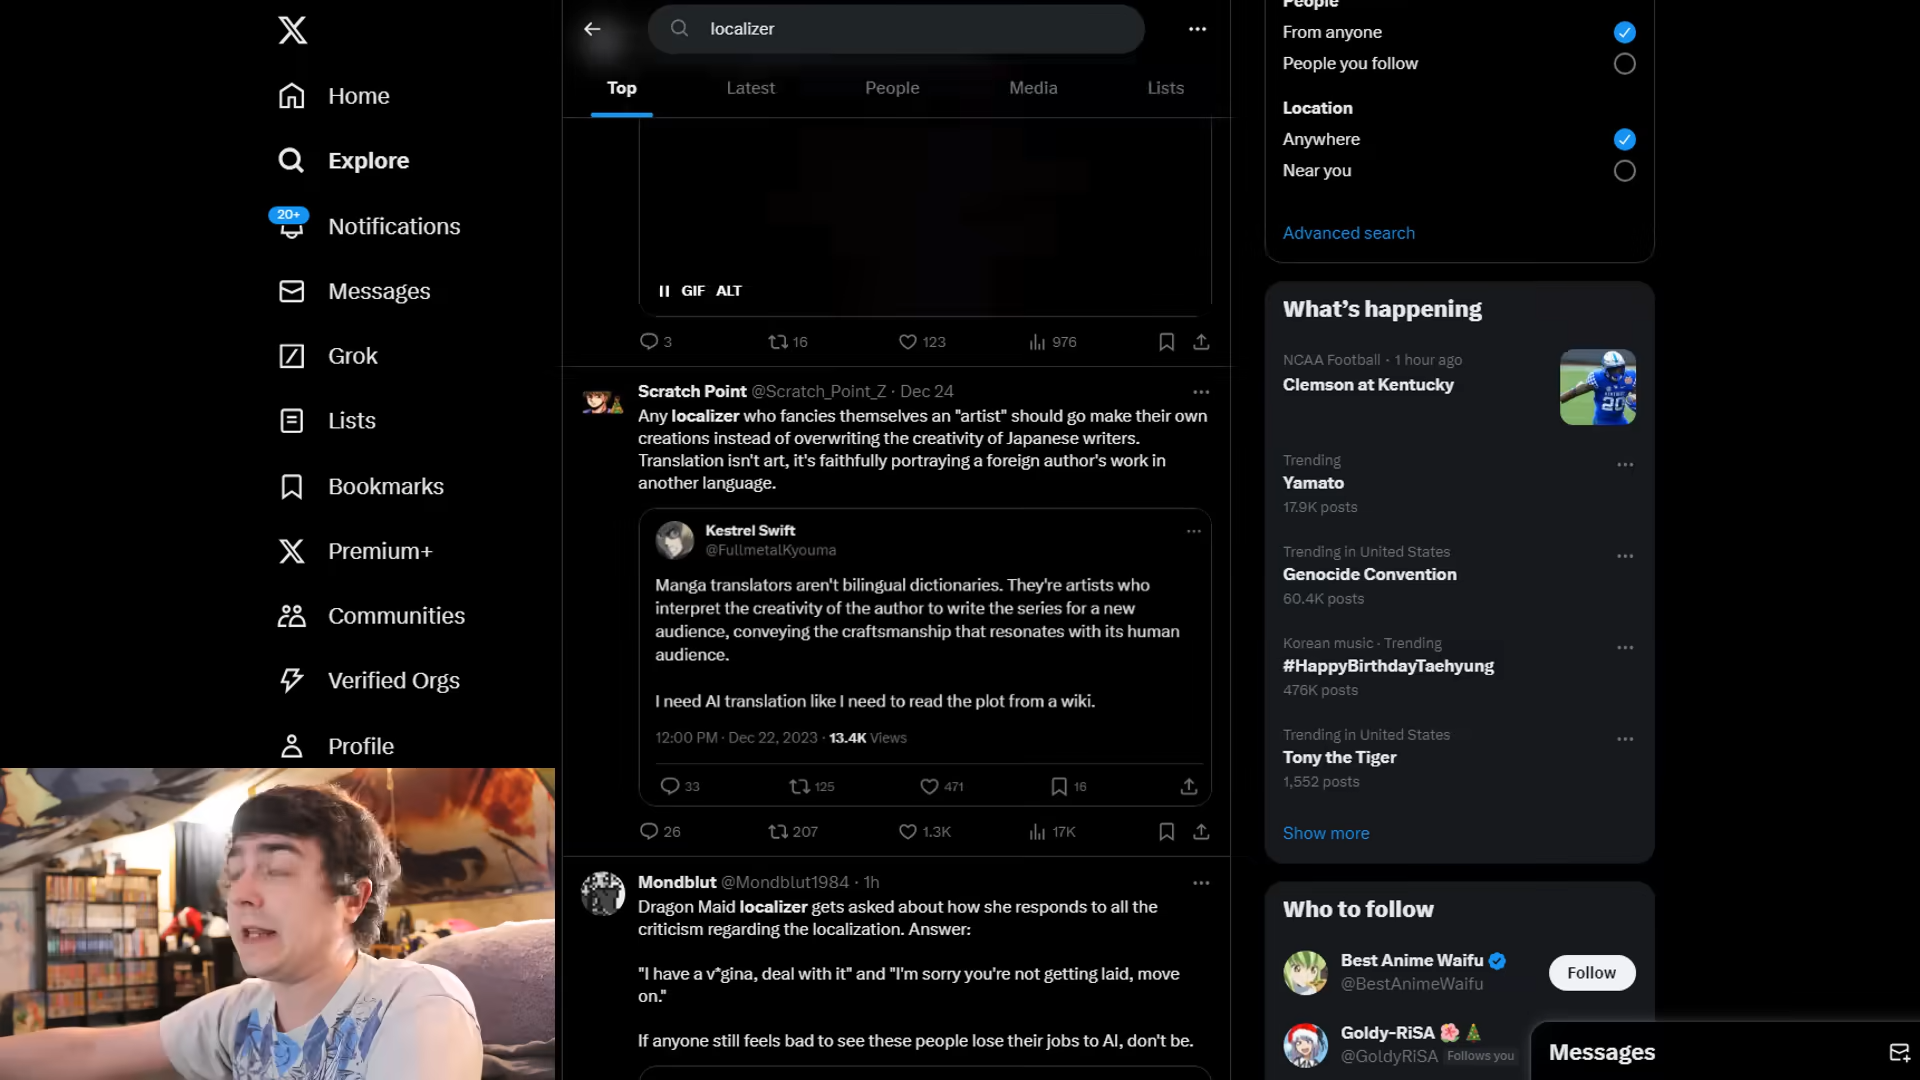 localizer
Top
Latest
People
Media
Lists
Home
Explore
20+
Notifications
Messages
Grok
Lists
Bookmarks
Premium+
Communities
Verified Orgs
Profile
GIF ALT
3
16
123
976
Scratch Point @Scratch_Point_Z · Dec 24
Any localizer who fancies themselves an "artist" should go make their own
creations instead of overwriting the creativity of Japanese writers.
Translation isn't art, it's faithfully portraying a foreign author's work in
another language.
Kestrel Swift
@FullmetalKyouma
Manga translators aren't bilingual dictionaries. They're artists who
interpret the creativity of the author to write the series for a new
audience, conveying the craftsmanship that resonates with its human
audience.
I need AI translation like I need to read the plot from a wiki.
12:00 PM · Dec 22, 2023 · 13.4K Views
33
125
471
16
26
207
1.3K
17K
Mondblut @Mondblut1984 · 1h
Dragon Maid localizer gets asked about how she responds to all the
criticism regarding the localization. Answer:
"I have a v*gina, deal with it" and "I'm sorry you're not getting laid, move
on."
If anyone still feels bad to see these people lose their jobs to AI, don't be.
People
From anyone
People you follow
Location
Anywhere
Near you
Advanced search
What's happening
NCAA Football · 1 hour ago
Clemson at Kentucky
Trending
Yamato
17.9K posts
Trending in United States
Genocide Convention
60.4K posts
Korean music · Trending
#HappyBirthdayTaehyung
476K posts
Trending in United States
Tony the Tiger
1,552 posts
Show more
Who to follow
Best Anime Waifu
@BestAnimeWaifu
Follow
Goldy-RiSA
@GoldyRiSA Follows you
Messages